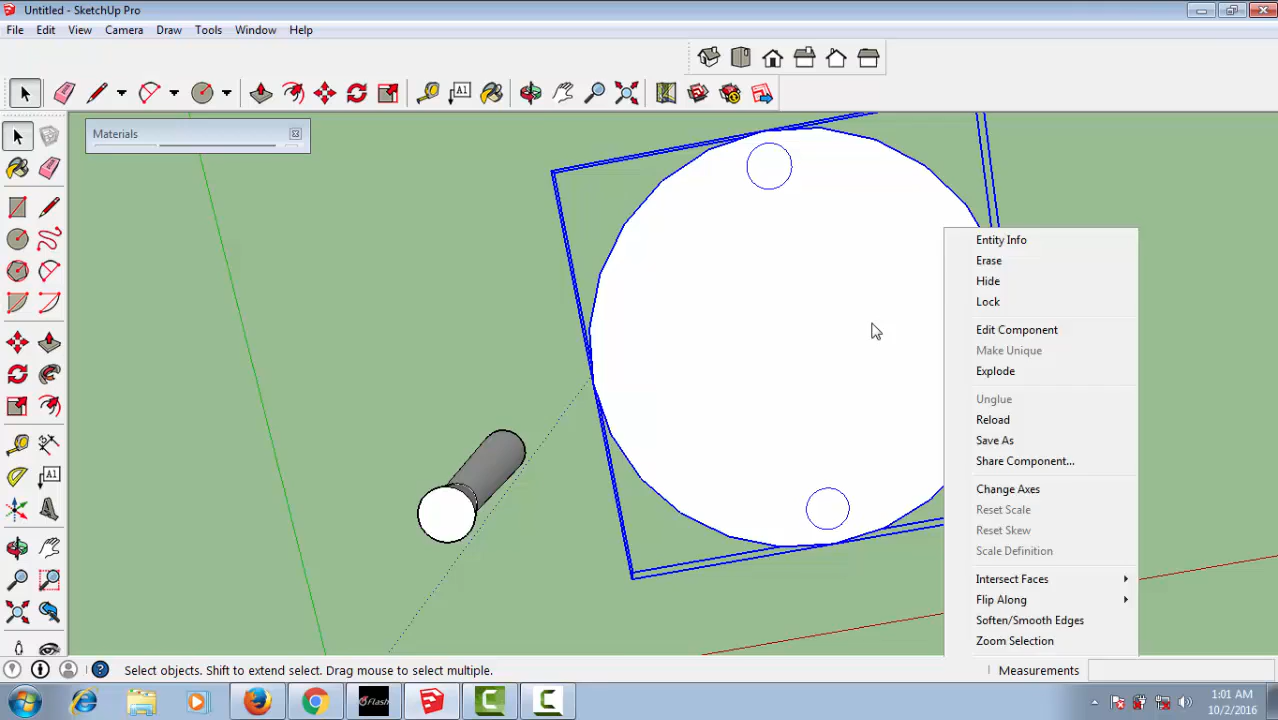 Untitled - SketchUp Pro
File Edit View Camera Draw Tools Window Help
A1
Materials
Entity Info
Erase
Hide
Lock
Edit Component
Make Unique
Explode
Unglue
Reload
Save As
Share Component...
Change Axes
Reset Scale
Reset Skew
Scale Definition
Intersect Faces
Flip Along
Soften/Smooth Edges
Zoom Selection
A1
Select objects. Shift to extend select. Drag mouse to select multiple.
Measurements
Flash
1:01 AM
10/2/2016